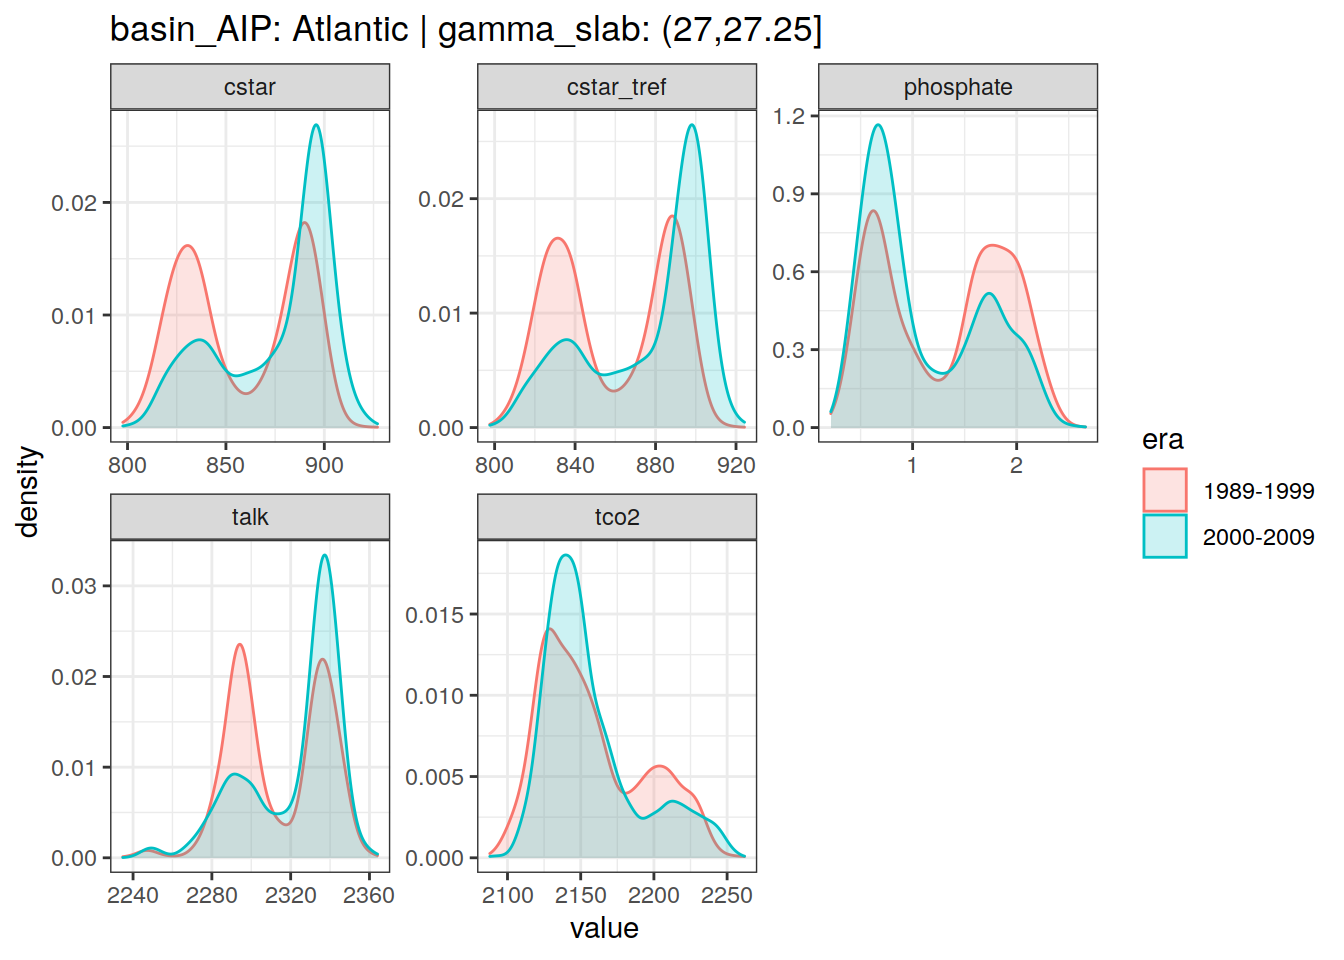 basin_AIP: Atlantic | gamma_slab: (27,27.25]
cstar
cstar_tref
phosphate
0.02
0.01
0.00
800 850 900
0.02
0.01
0.00
800 840 880 920
1.2
0.9
0.6
0.3
0.0
1 2
density
talk
tco2
0.03
0.02
0.01
0.00
2240 2280 2320 2360
0.015
0.010
0.005
0.000
2100 2150 2200 2250
value
era
1989-1999
2000-2009